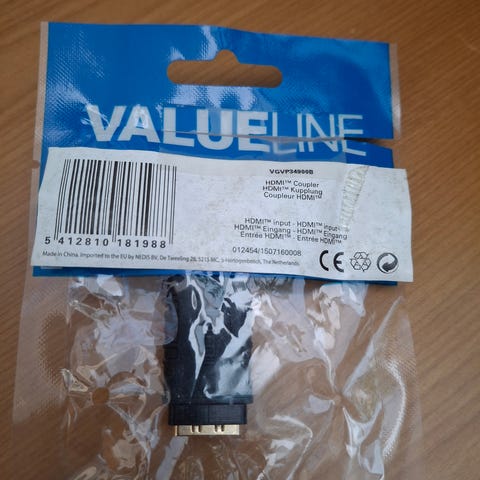 VALUELINE
VGVP34900B
HDMI™ Coupler
HDMI™ Kupplung
Coupleur HDMI™
HDMI™ input - HDMI™ input
HDMI™ Eingang - HDMI™ Eingang
Entrée HDMI™ - Entrée HDMI™
5 412810 181988
012454/1507160008
Made in China. Imported to the EU by NEDIS BV, De Tweeling 28, 5215 MC, 's-Hertogenbosch, The Netherlands
CE